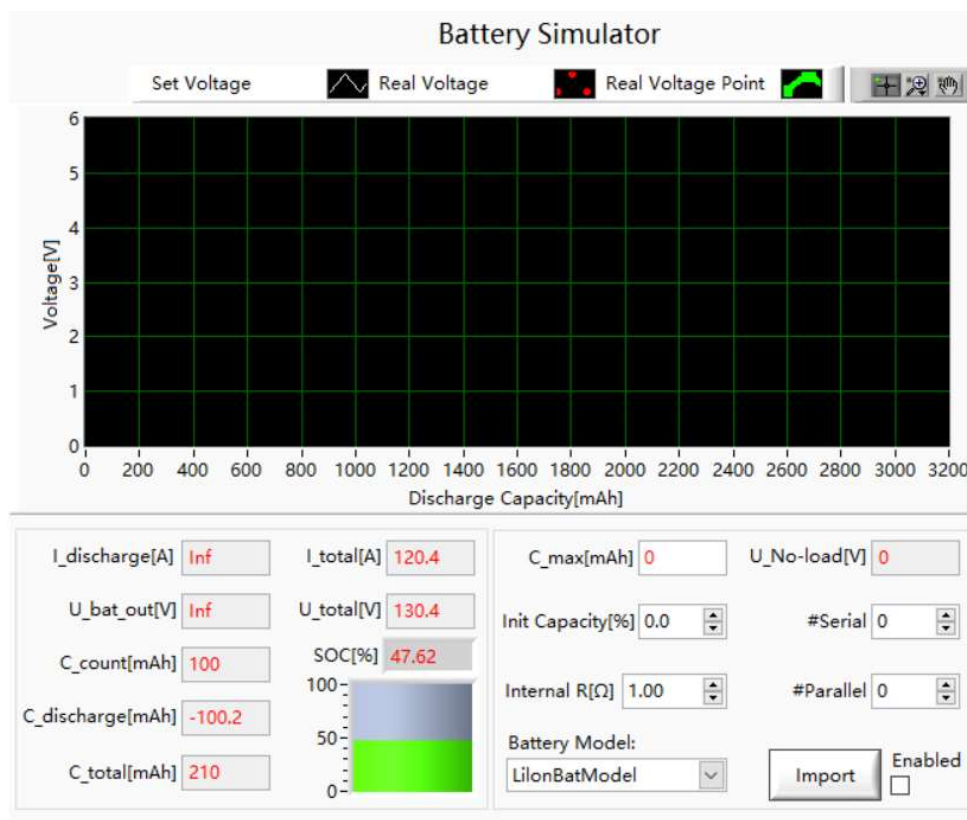 Battery Simulator
Set Voltage Real Voltage Real Voltage Point
6
5
4
3
2
1
0
Voltage[V]
0 200 400 600 800 1000 1200 1400 1600 1800 2000 2200 2400 2600 2800 3000 3200
Discharge Capacity[mAh]
I_discharge[A] Inf I_total[A] 120.4
U_bat_out[V] Inf U_total[V] 130.4
C_count[mAh] 100 SOC[%] 47.62
C_discharge[mAh] -100.2
C_total[mAh] 210
100
50
0
C_max[mAh] 0 U_No-load[V] 0
Init Capacity[%] 0.0 #Serial 0
Internal R[Ω] 1.00 #Parallel 0
Battery Model:
LiIonBatModel Import Enabled